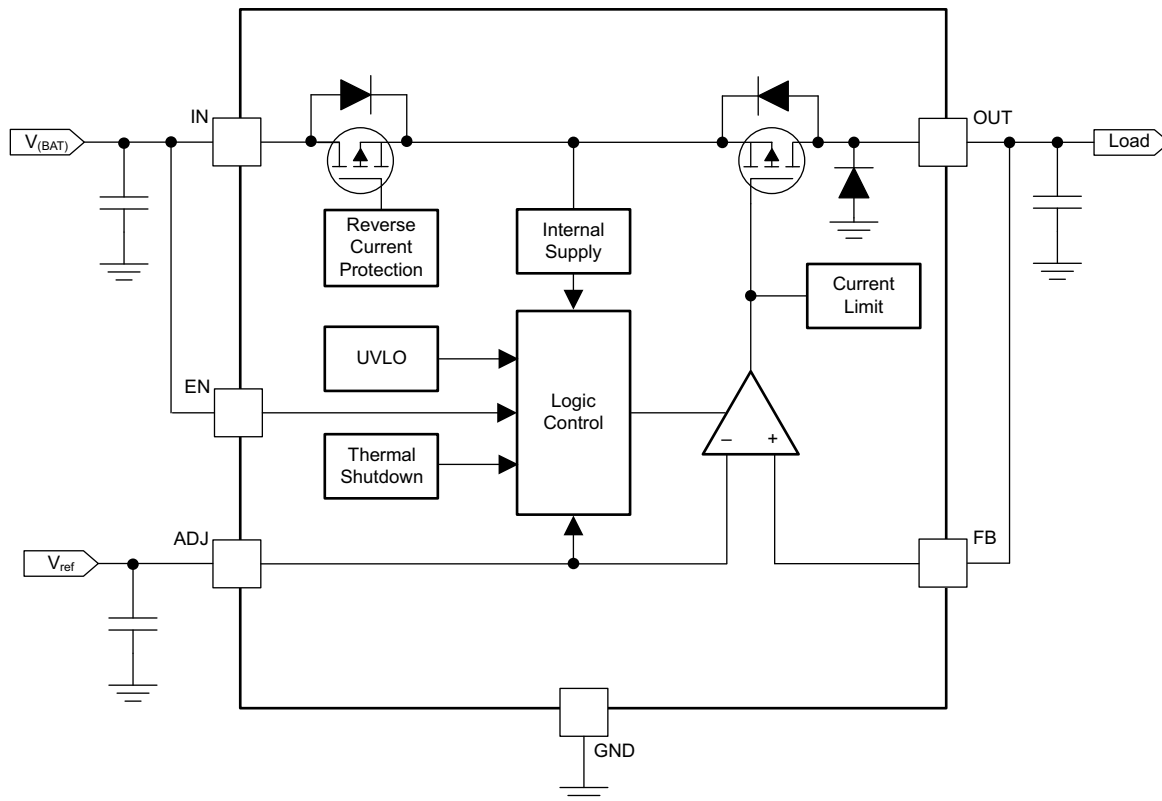 IN
OUT
V(BAT)
Load
Reverse
Current
Protection
Internal
Supply
Current
Limit
UVLO
EN
Logic
Control
– +
Thermal
Shutdown
ADJ
FB
Vref
GND